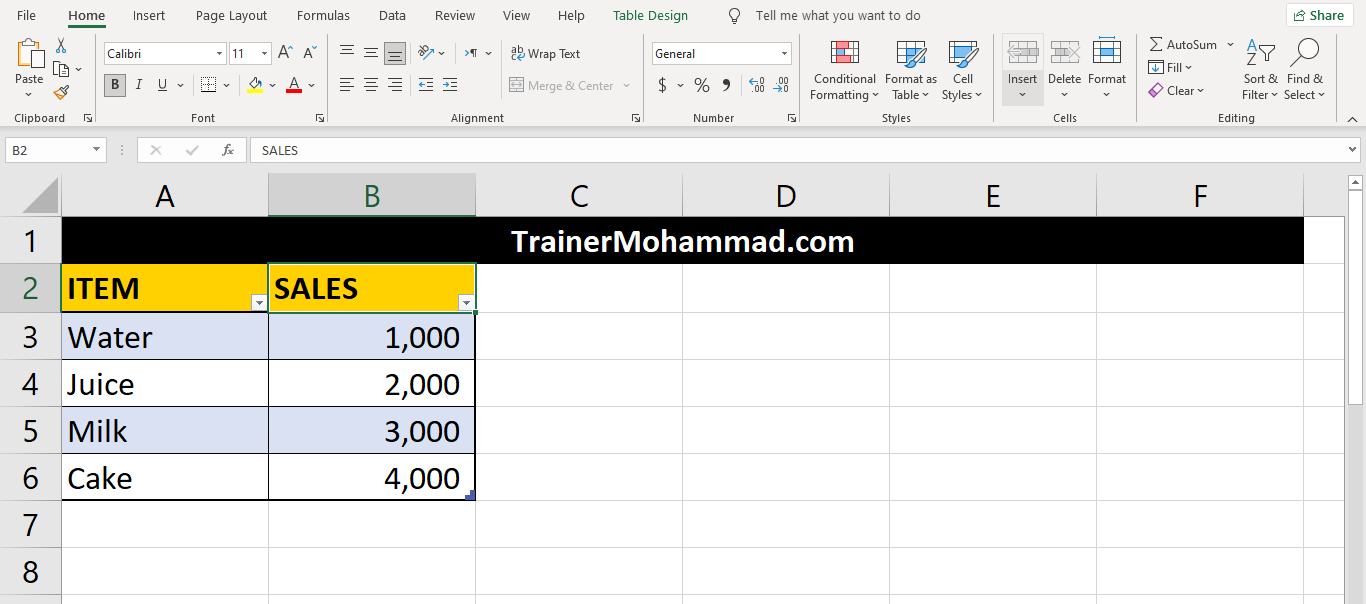 File Home Insert Page Layout Formulas Data Review View Help Table Design Tell me what you want to do Share
Paste
Clipboard
Calibri 11
B I U
Font
Wrap Text
Merge & Center
Alignment
General
$ % ,
Number
Conditional Formatting
Format as Table
Cell Styles
Styles
Insert Delete Format
Cells
AutoSum
Fill
Clear
Sort & Filter
Find & Select
Editing
B2 fx SALES
A B C D E F
1 TrainerMohammad.com
2 ITEM SALES
3 Water 1,000
4 Juice 2,000
5 Milk 3,000
6 Cake 4,000
7
8